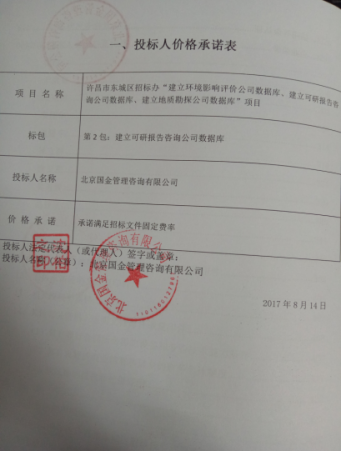 一、投标人价格承诺表
项目名称
许昌市东城区招标办“建立环境影响评价公司数据库、建立可研报告咨
询公司数据库、建立地质勘探公司数据库”项目
标包
第2包：建立可研报告咨询公司数据库
投标人名称
北京国金管理咨询有限公司
价格承诺
承诺满足招标文件固定费率
投标人法定代表人（或代理人）签字或盖章：
投标人名称（盖章）：北京国金管理咨询有限公司
2017年8月14日